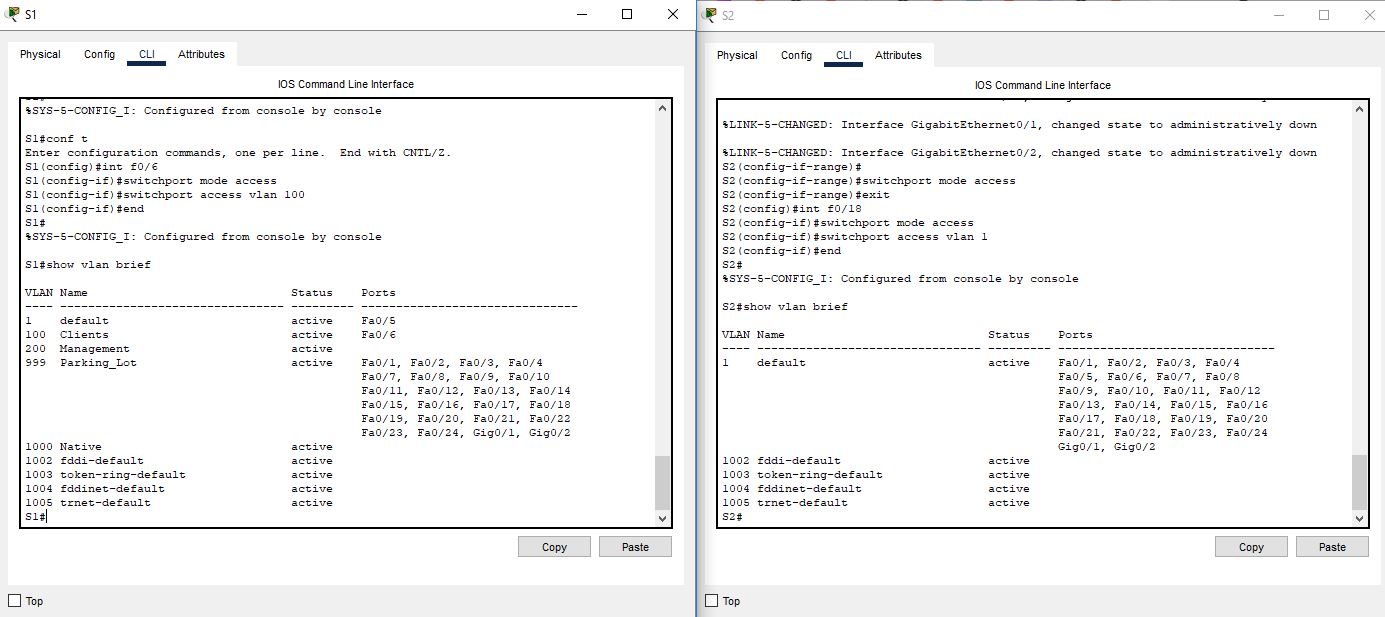 S1
Physical Config CLI Attributes
IOS Command Line Interface
%SYS-5-CONFIG_I: Configured from console by console
S1#conf t
Enter configuration commands, one per line.  End with CNTL/Z.
S1(config)#int f0/6
S1(config-if)#switchport mode access
S1(config-if)#switchport access vlan 100
S1(config-if)#end
S1#
%SYS-5-CONFIG_I: Configured from console by console
S1#show vlan brief
VLAN Name                             Status    Ports
---- -------------------------------- --------- -------------------------------
1    default                          active    Fa0/5
100  Clients                          active    Fa0/6
200  Management                       active
999  Parking_Lot                      active    Fa0/1, Fa0/2, Fa0/3, Fa0/4
                                                Fa0/7, Fa0/8, Fa0/9, Fa0/10
                                                Fa0/11, Fa0/12, Fa0/13, Fa0/14
                                                Fa0/15, Fa0/16, Fa0/17, Fa0/18
                                                Fa0/19, Fa0/20, Fa0/21, Fa0/22
                                                Fa0/23, Fa0/24, Gig0/1, Gig0/2
1000 Native                           active
1002 fddi-default                     active
1003 token-ring-default               active
1004 fddinet-default                  active
1005 trnet-default                    active
S1#
Copy Paste
Top
S2
Physical Config CLI Attributes
IOS Command Line Interface
%LINK-5-CHANGED: Interface GigabitEthernet0/1, changed state to administratively down
%LINK-5-CHANGED: Interface GigabitEthernet0/2, changed state to administratively down
S2(config-if-range)#
S2(config-if-range)#switchport mode access
S2(config-if-range)#exit
S2(config)#int f0/18
S2(config-if)#switchport mode access
S2(config-if)#switchport access vlan 1
S2(config-if)#end
S2#
%SYS-5-CONFIG_I: Configured from console by console
S2#show vlan brief
VLAN Name                             Status    Ports
---- -------------------------------- --------- -------------------------------
1    default                          active    Fa0/1, Fa0/2, Fa0/3, Fa0/4
                                                Fa0/5, Fa0/6, Fa0/7, Fa0/8
                                                Fa0/9, Fa0/10, Fa0/11, Fa0/12
                                                Fa0/13, Fa0/14, Fa0/15, Fa0/16
                                                Fa0/17, Fa0/18, Fa0/19, Fa0/20
                                                Fa0/21, Fa0/22, Fa0/23, Fa0/24
                                                Gig0/1, Gig0/2
1002 fddi-default                     active
1003 token-ring-default               active
1004 fddinet-default                  active
1005 trnet-default                    active
S2#
Copy Paste
Top